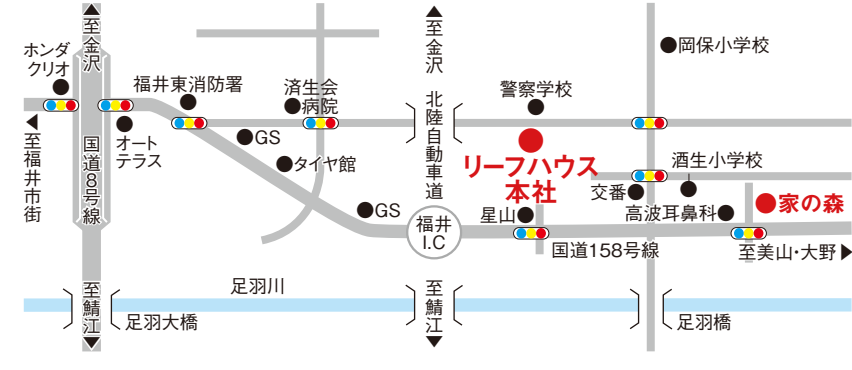 至金沢
至金沢
岡保小学校
ホンダ
クリオ
福井東消防署
済生会
病院
警察学校
北陸自動車道
至福井市街
国道8号線
オート
テラス
GS
タイヤ館
リーフハウス
本社
酒生小学校
交番
高波耳鼻科
家の森
GS
福井
I.C
星山
国道158号線
至美山・大野
足羽川
至鯖江
足羽大橋
至鯖江
足羽橋